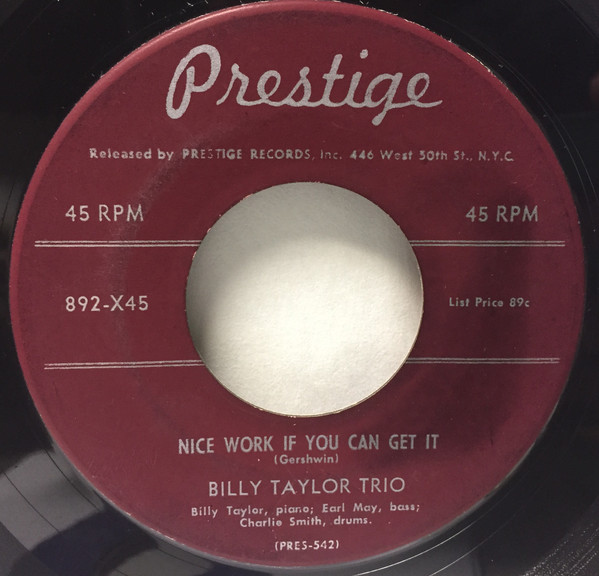 Prestige
Released by PRESTIGE RECORDS, Inc. 446 West 50th St., N.Y.C.
45 RPM 45 RPM
892-X45 List Price 89c
NICE WORK IF YOU CAN GET IT
(Gershwin)
BILLY TAYLOR TRIO
Billy Taylor, piano; Earl May, bass;
Charlie Smith, drums.
(PRES-542)